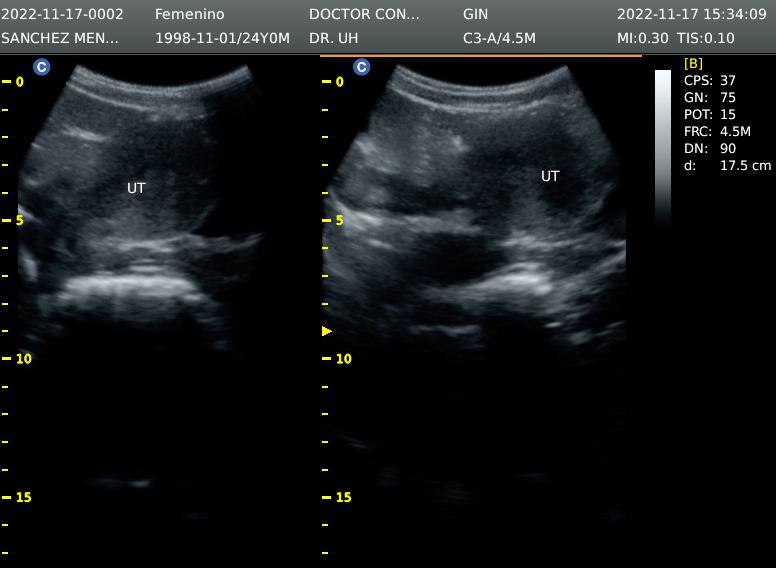 2022-11-17-0002 Femenino DOCTOR CON... GIN 2022-11-17 15:34:09
SANCHEZ MEN... 1998-11-01/24Y0M DR. UH C3-A/4.5M MI:0.30 TIS:0.10
C C [B]
0 0 CPS: 37
GN: 75
POT: 15
FRC: 4.5M
DN: 90
d: 17.5 cm
UT UT
5 5
10 10
15 15